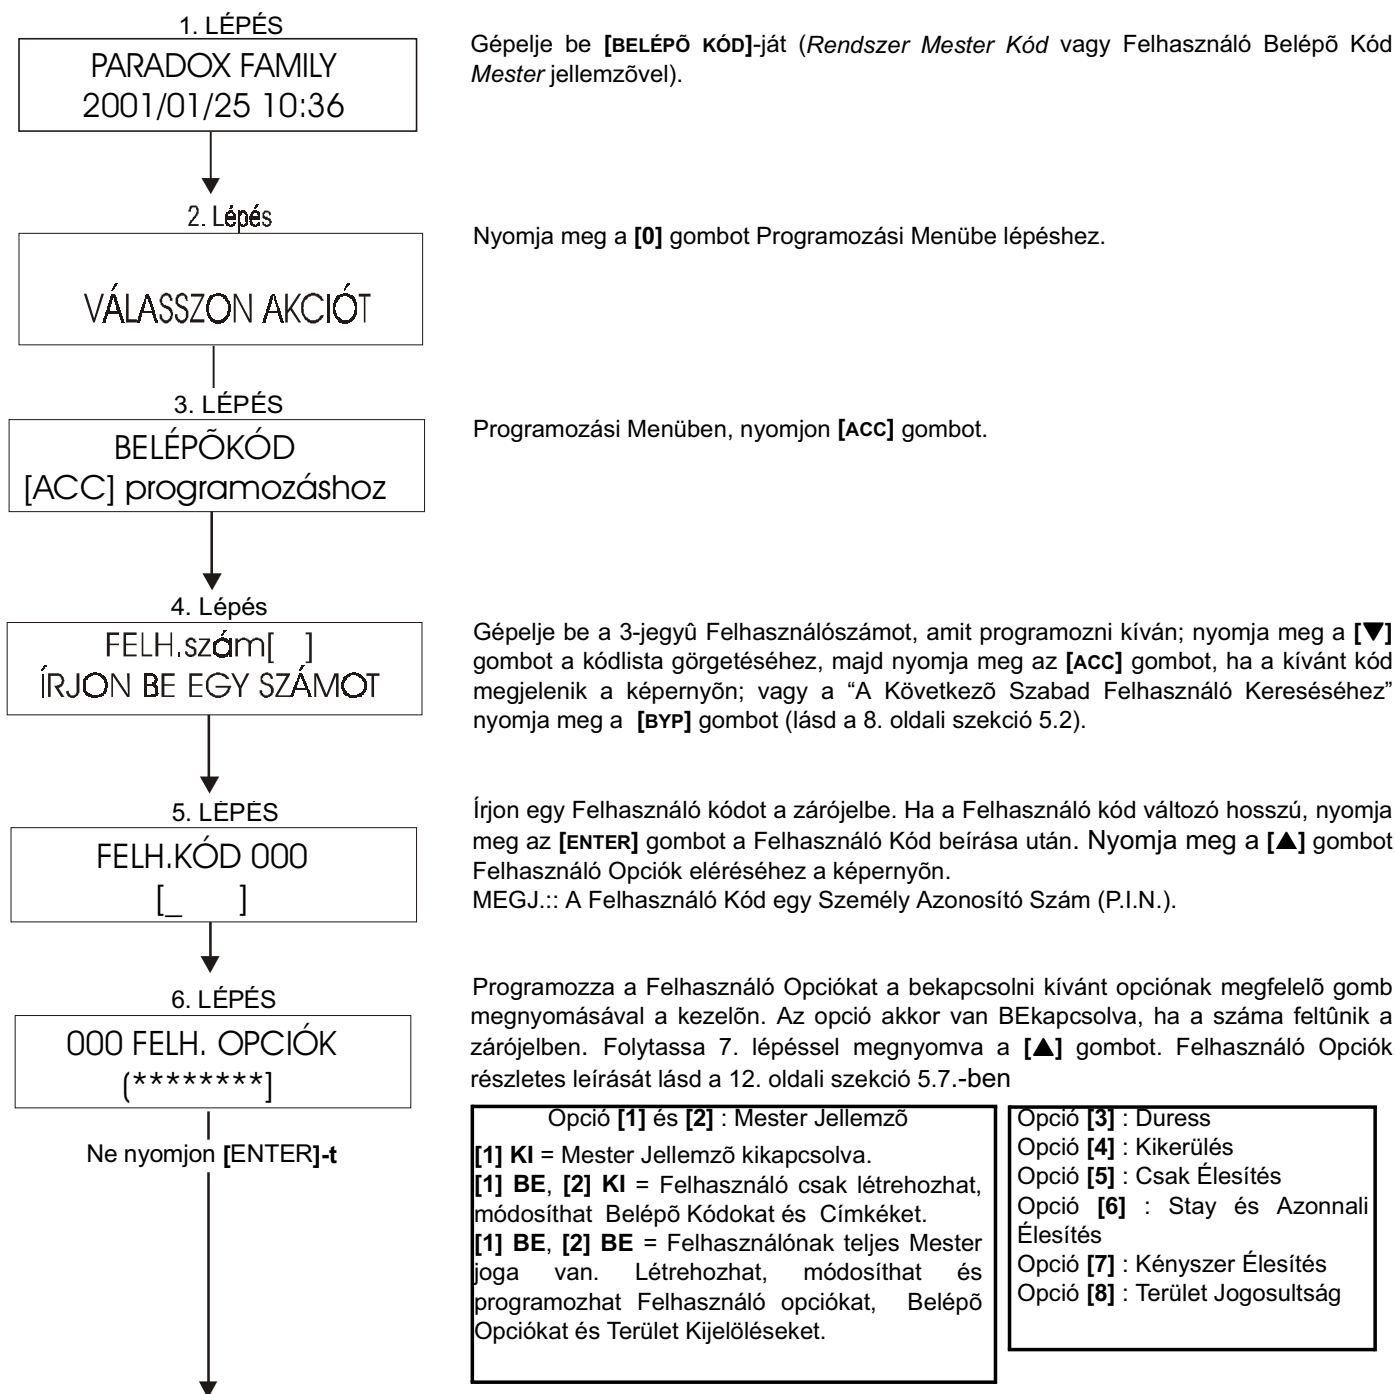 1. LÉPÉS
PARADOX FAMILY
2001/01/25 10:36
Gépelje be [BELÉPÕ KÓD]-ját (Rendszer Mester Kód vagy Felhasználó Belépõ Kód
Mester jellemzõvel).
2. Lépés
VÁLASSZON AKCIÓT
Nyomja meg a [0] gombot Programozási Menübe lépéshez.
3. LÉPÉS
BELÉPÕKÓD
[ACC] programozáshoz
Programozási Menüben, nyomjon [ACC] gombot.
4. Lépés
FELH.szám[ ]
ÍRJON BE EGY SZÁMOT
Gépelje be a 3-jegyû Felhasználószámot, amit programozni kíván; nyomja meg a [▼]
gombot a kódlista görgetéséhez, majd nyomja meg az [ACC] gombot, ha a kívánt kód
megjelenik a képernyõn; vagy a “A Következõ Szabad Felhasználó Kereséséhez”
nyomja meg a [BYP] gombot (lásd a 8. oldali szekció 5.2).
5. LÉPÉS
FELH.KÓD 000
[_ ]
Írjon egy Felhasználó kódot a zárójelbe. Ha a Felhasználó kód változó hosszú, nyomja
meg az [ENTER] gombot a Felhasználó Kód beírása után. Nyomja meg a [▲] gombot
Felhasználó Opciók eléréséhez a képernyõn.
MEGJ.:: A Felhasználó Kód egy Személy Azonosító Szám (P.I.N.).
6. LÉPÉS
000 FELH. OPCIÓK
(********]
Ne nyomjon [ENTER]-t
Programozza a Felhasználó Opciókat a bekapcsolni kívánt opciónak megfelelõ gomb
megnyomásával a kezelõn. Az opció akkor van BEkapcsolva, ha a száma feltûnik a
zárójelben. Folytassa 7. lépéssel megnyomva a [▲] gombot. Felhasználó Opciók
részletes leírását lásd a 12. oldali szekció 5.7.-ben
Opció [1] és [2] : Mester Jellemzõ
[1] KI = Mester Jellemzõ kikapcsolva.
[1] BE, [2] KI = Felhasználó csak létrehozhat,
módosíthat Belépõ Kódokat és Címkéket.
[1] BE, [2] BE = Felhasználónak teljes Mester
joga van. Létrehozhat, módosíthat és
programozhat Felhasználó opciókat, Belépõ
Opciókat és Terület Kijelöléseket.
Opció [3] : Duress
Opció [4] : Kikerülés
Opció [5] : Csak Élesítés
Opció [6] : Stay és Azonnali
Élesítés
Opció [7] : Kényszer Élesítés
Opció [8] : Terület Jogosultság